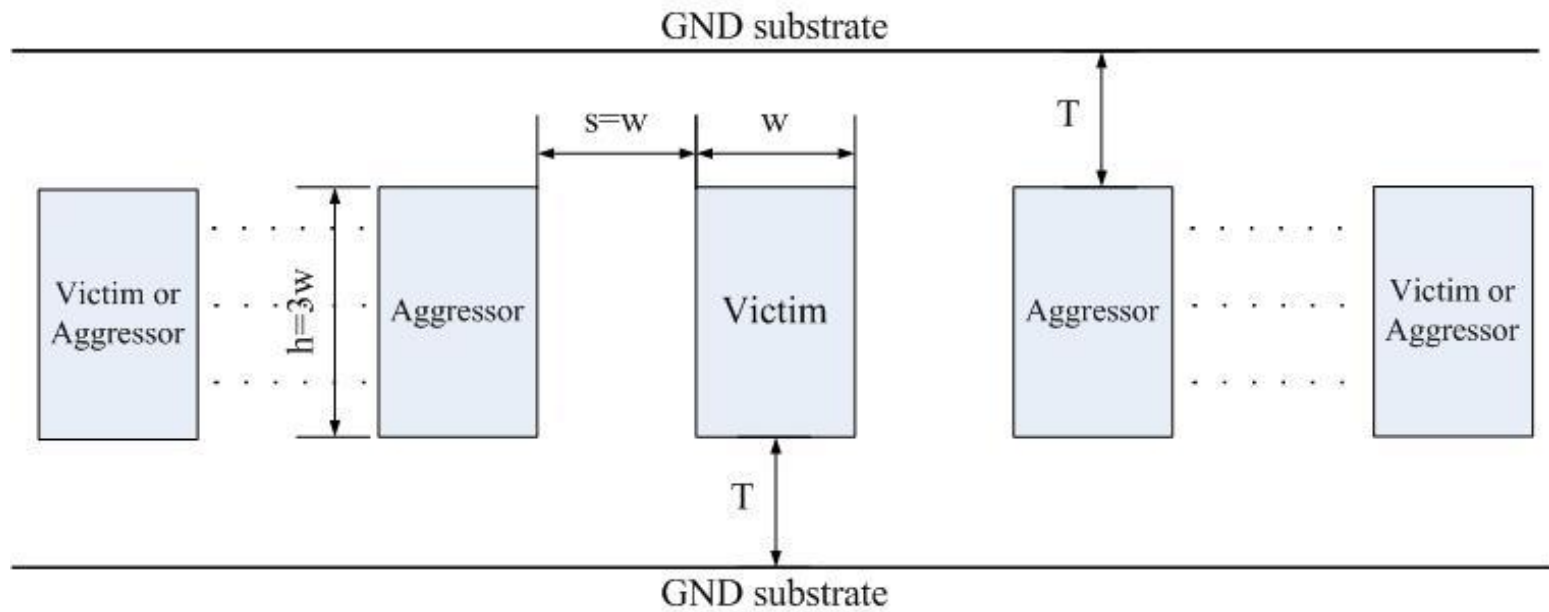 GND substrate
T
s=w
w
h=3w
Victim or
Aggressor
Aggressor
Victim
Aggressor
Victim or
Aggressor
T
GND substrate